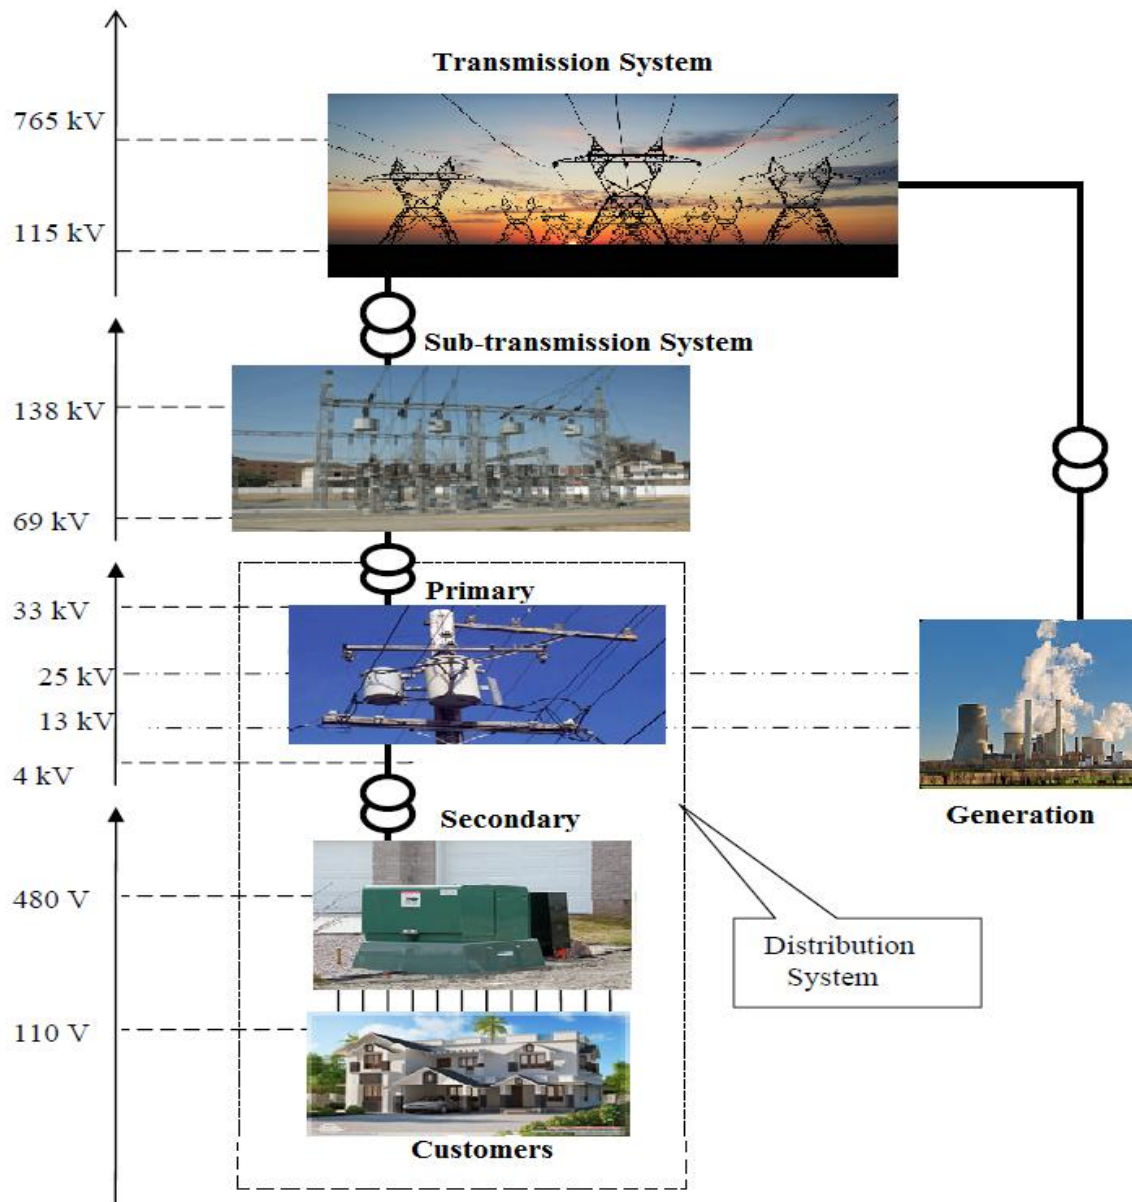 Transmission System
765 kV
115 kV
Sub-transmission System
138 kV
69 kV
Primary
33 kV
25 kV
13 kV
4 kV
Generation
Secondary
480 V
Distribution
System
110 V
Customers